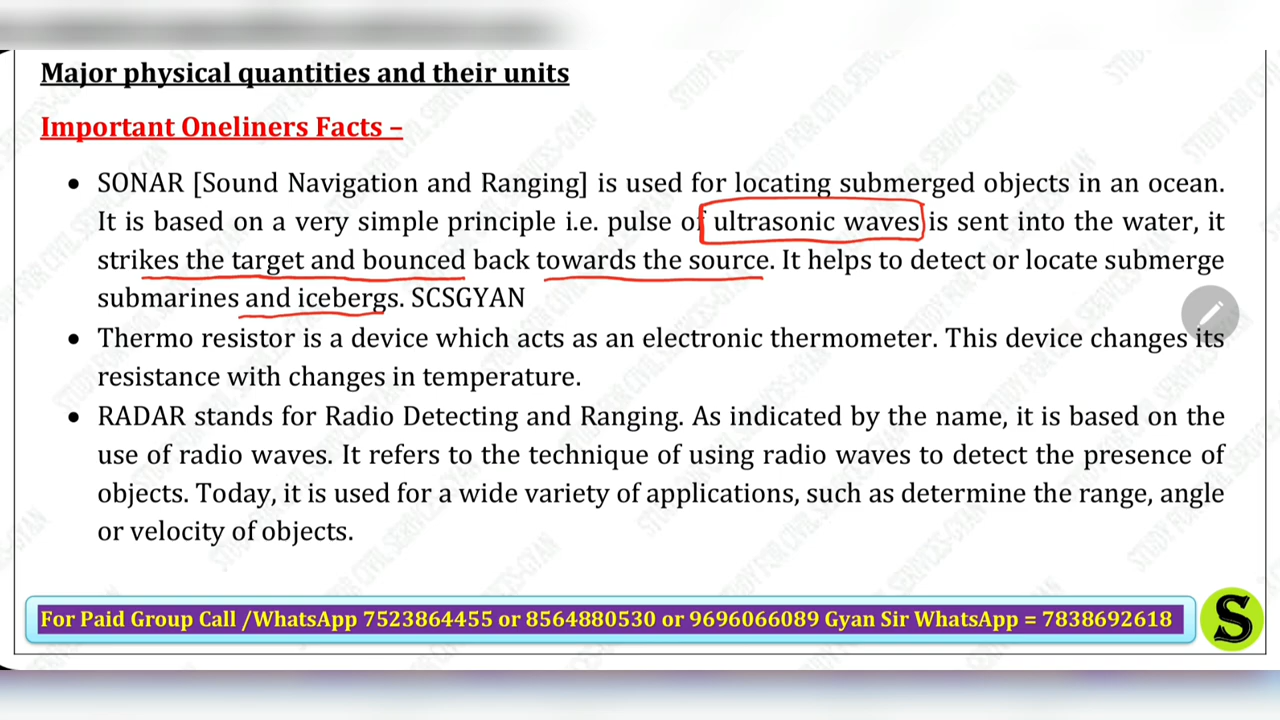 Major physical quantities and their units
Important Oneliners Facts –
• SONAR [Sound Navigation and Ranging] is used for locating submerged objects in an ocean.
It is based on a very simple principle i.e. pulse of ultrasonic waves is sent into the water, it
strikes the target and bounced back towards the source. It helps to detect or locate submerge
submarines and icebergs. SCSGYAN
• Thermo resistor is a device which acts as an electronic thermometer. This device changes its
resistance with changes in temperature.
• RADAR stands for Radio Detecting and Ranging. As indicated by the name, it is based on the
use of radio waves. It refers to the technique of using radio waves to detect the presence of
objects. Today, it is used for a wide variety of applications, such as determine the range, angle
or velocity of objects.
For Paid Group Call /WhatsApp 7523864455 or 8564880530 or 9696066089 Gyan Sir WhatsApp = 7838692618
S